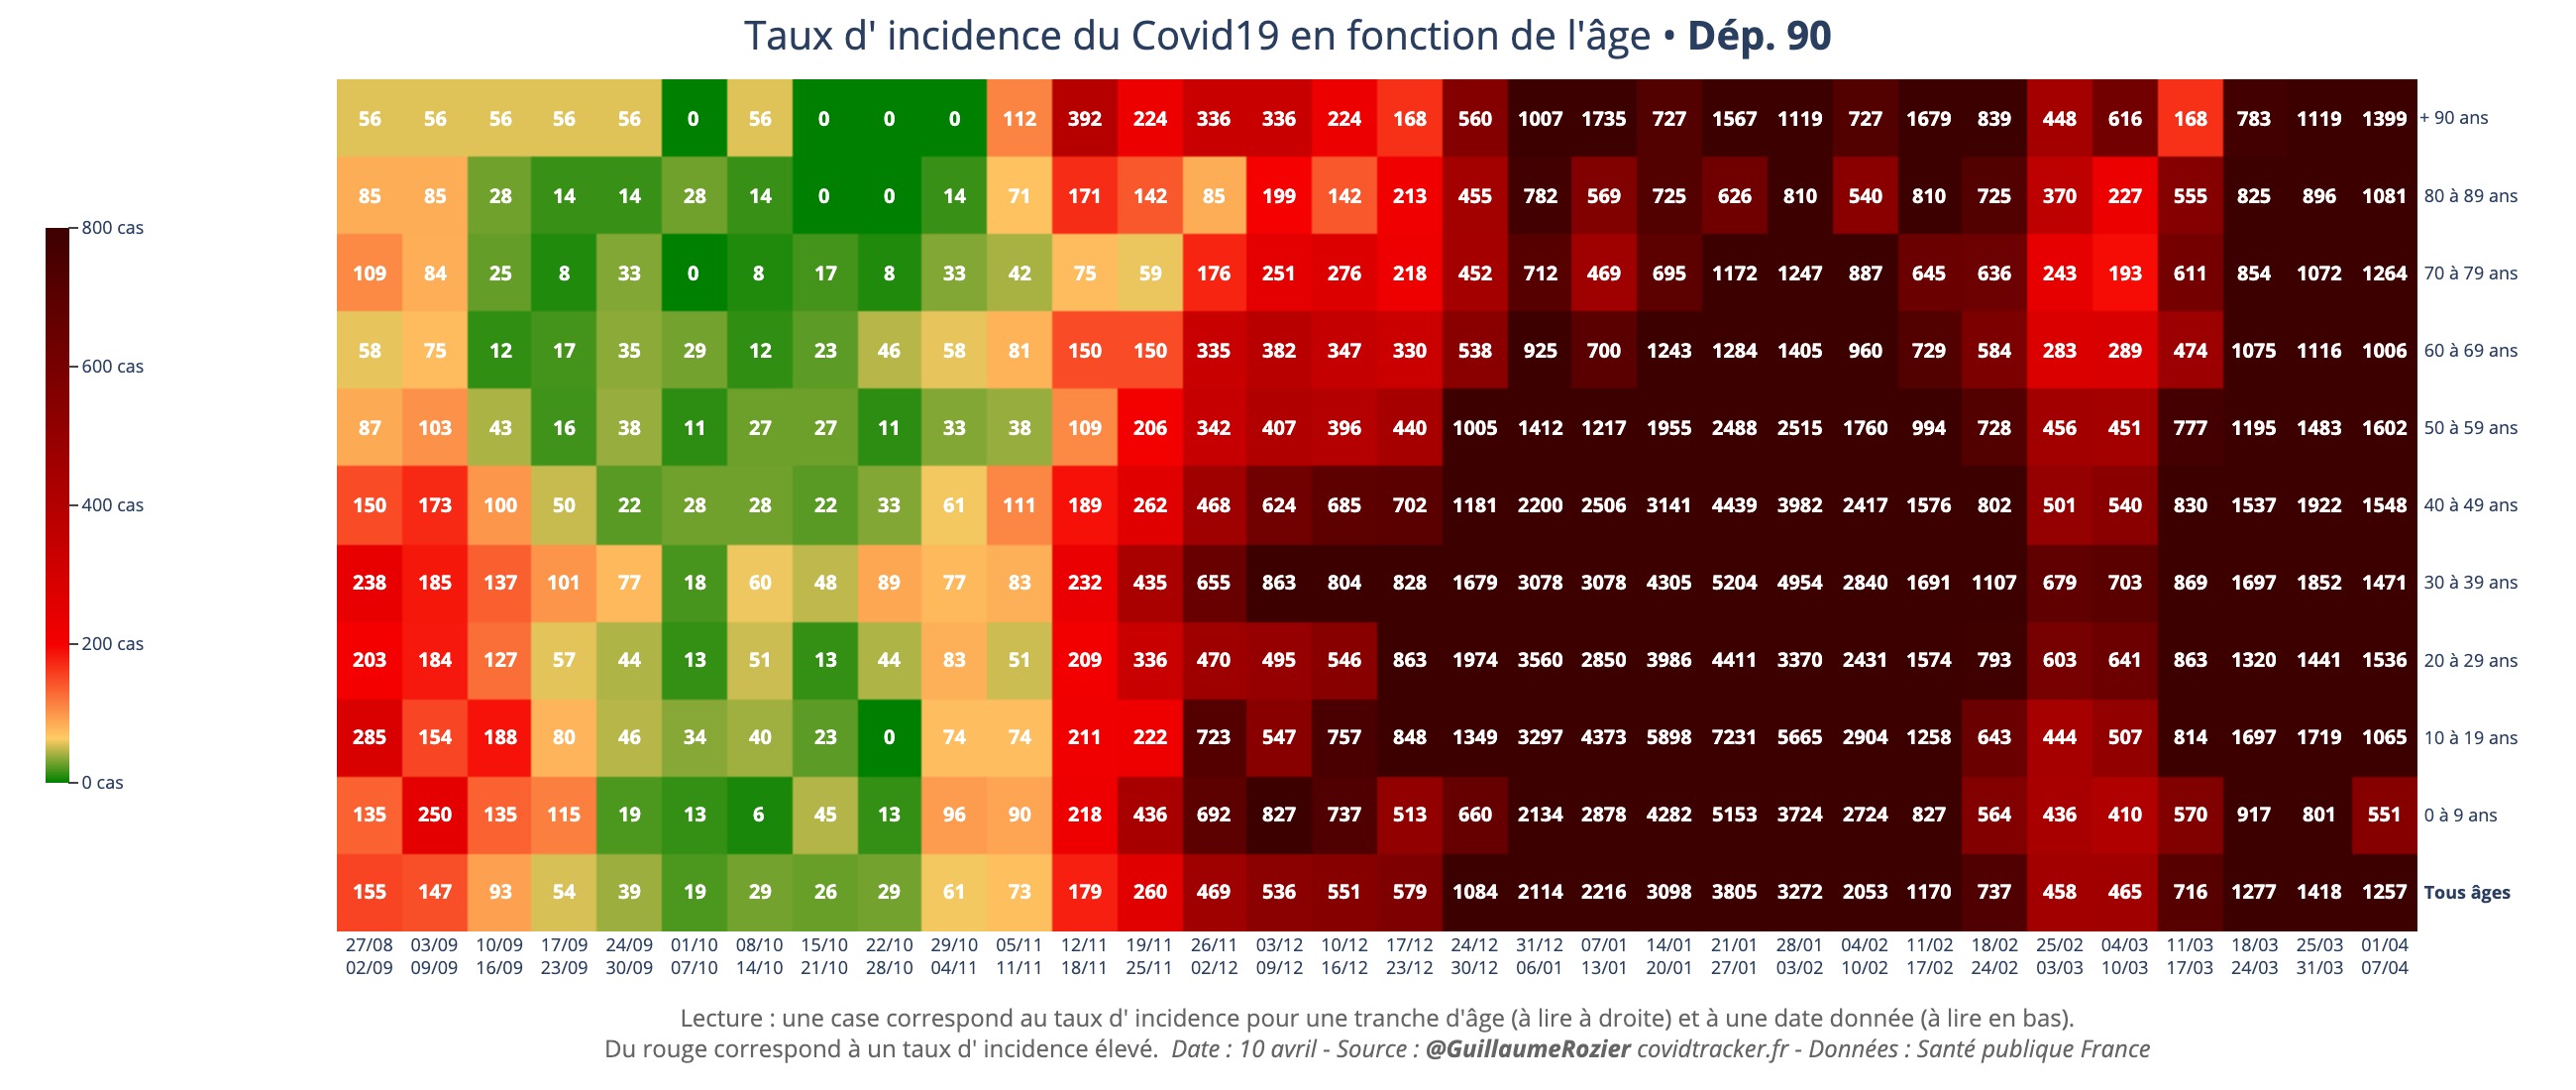 Taux d' incidence du Covid19 en fonction de l'âge • Dép. 90
800 cas
600 cas
400 cas
200 cas
0 cas
56 56 56 56 56 0 56 0 0 0 112 392 224 336 336 224 168 560 1007 1735 727 1567 1119 727 1679 839 448 616 168 783 1119 1399 + 90 ans
85 85 28 14 14 28 14 0 0 14 71 171 142 85 199 142 213 455 782 569 725 626 810 540 810 725 370 227 555 825 896 1081 80 à 89 ans
109 84 25 8 33 0 8 17 8 33 42 75 59 176 251 276 218 452 712 469 695 1172 1247 887 645 636 243 193 611 854 1072 1264 70 à 79 ans
58 75 12 17 35 29 12 23 46 58 81 150 150 335 382 347 330 538 925 700 1243 1284 1405 960 729 584 283 289 474 1075 1116 1006 60 à 69 ans
87 103 43 16 38 11 27 27 11 33 38 109 206 342 407 396 440 1005 1412 1217 1955 2488 2515 1760 994 728 456 451 777 1195 1483 1602 50 à 59 ans
150 173 100 50 22 28 28 22 33 61 111 189 262 468 624 685 702 1181 2200 2506 3141 4439 3982 2417 1576 802 501 540 830 1537 1922 1548 40 à 49 ans
238 185 137 101 77 18 60 48 89 77 83 232 435 655 863 804 828 1679 3078 3078 4305 5204 4954 2840 1691 1107 679 703 869 1697 1852 1471 30 à 39 ans
203 184 127 57 44 13 51 13 44 83 51 209 336 470 495 546 863 1974 3560 2850 3986 4411 3370 2431 1574 793 603 641 863 1320 1441 1536 20 à 29 ans
285 154 188 80 46 34 40 23 0 74 74 211 222 723 547 757 848 1349 3297 4373 5898 7231 5665 2904 1258 643 444 507 814 1697 1719 1065 10 à 19 ans
135 250 135 115 19 13 6 45 13 96 90 218 436 692 827 737 513 660 2134 2878 4282 5153 3724 2724 827 564 436 410 570 917 801 551 0 à 9 ans
155 147 93 54 39 19 29 26 29 61 73 179 260 469 536 551 579 1084 2114 2216 3098 3805 3272 2053 1170 737 458 465 716 1277 1418 1257 Tous âges
27/08 03/09 10/09 17/09 24/09 01/10 08/10 15/10 22/10 29/10 05/11 12/11 19/11 26/11 03/12 10/12 17/12 24/12 31/12 07/01 14/01 21/01 28/01 04/02 11/02 18/02 25/02 04/03 11/03 18/03 25/03 01/04
02/09 09/09 16/09 23/09 30/09 07/10 14/10 21/10 28/10 04/11 11/11 18/11 25/11 02/12 09/12 16/12 23/12 30/12 06/01 13/01 20/01 27/01 03/02 10/02 17/02 24/02 03/03 10/03 17/03 24/03 31/03 07/04
Lecture : une case correspond au taux d' incidence pour une tranche d'âge (à lire à droite) et à une date donnée (à lire en bas).
Du rouge correspond à un taux d' incidence élevé. Date : 10 avril - Source : @GuillaumeRozier covidtracker.fr - Données : Santé publique France